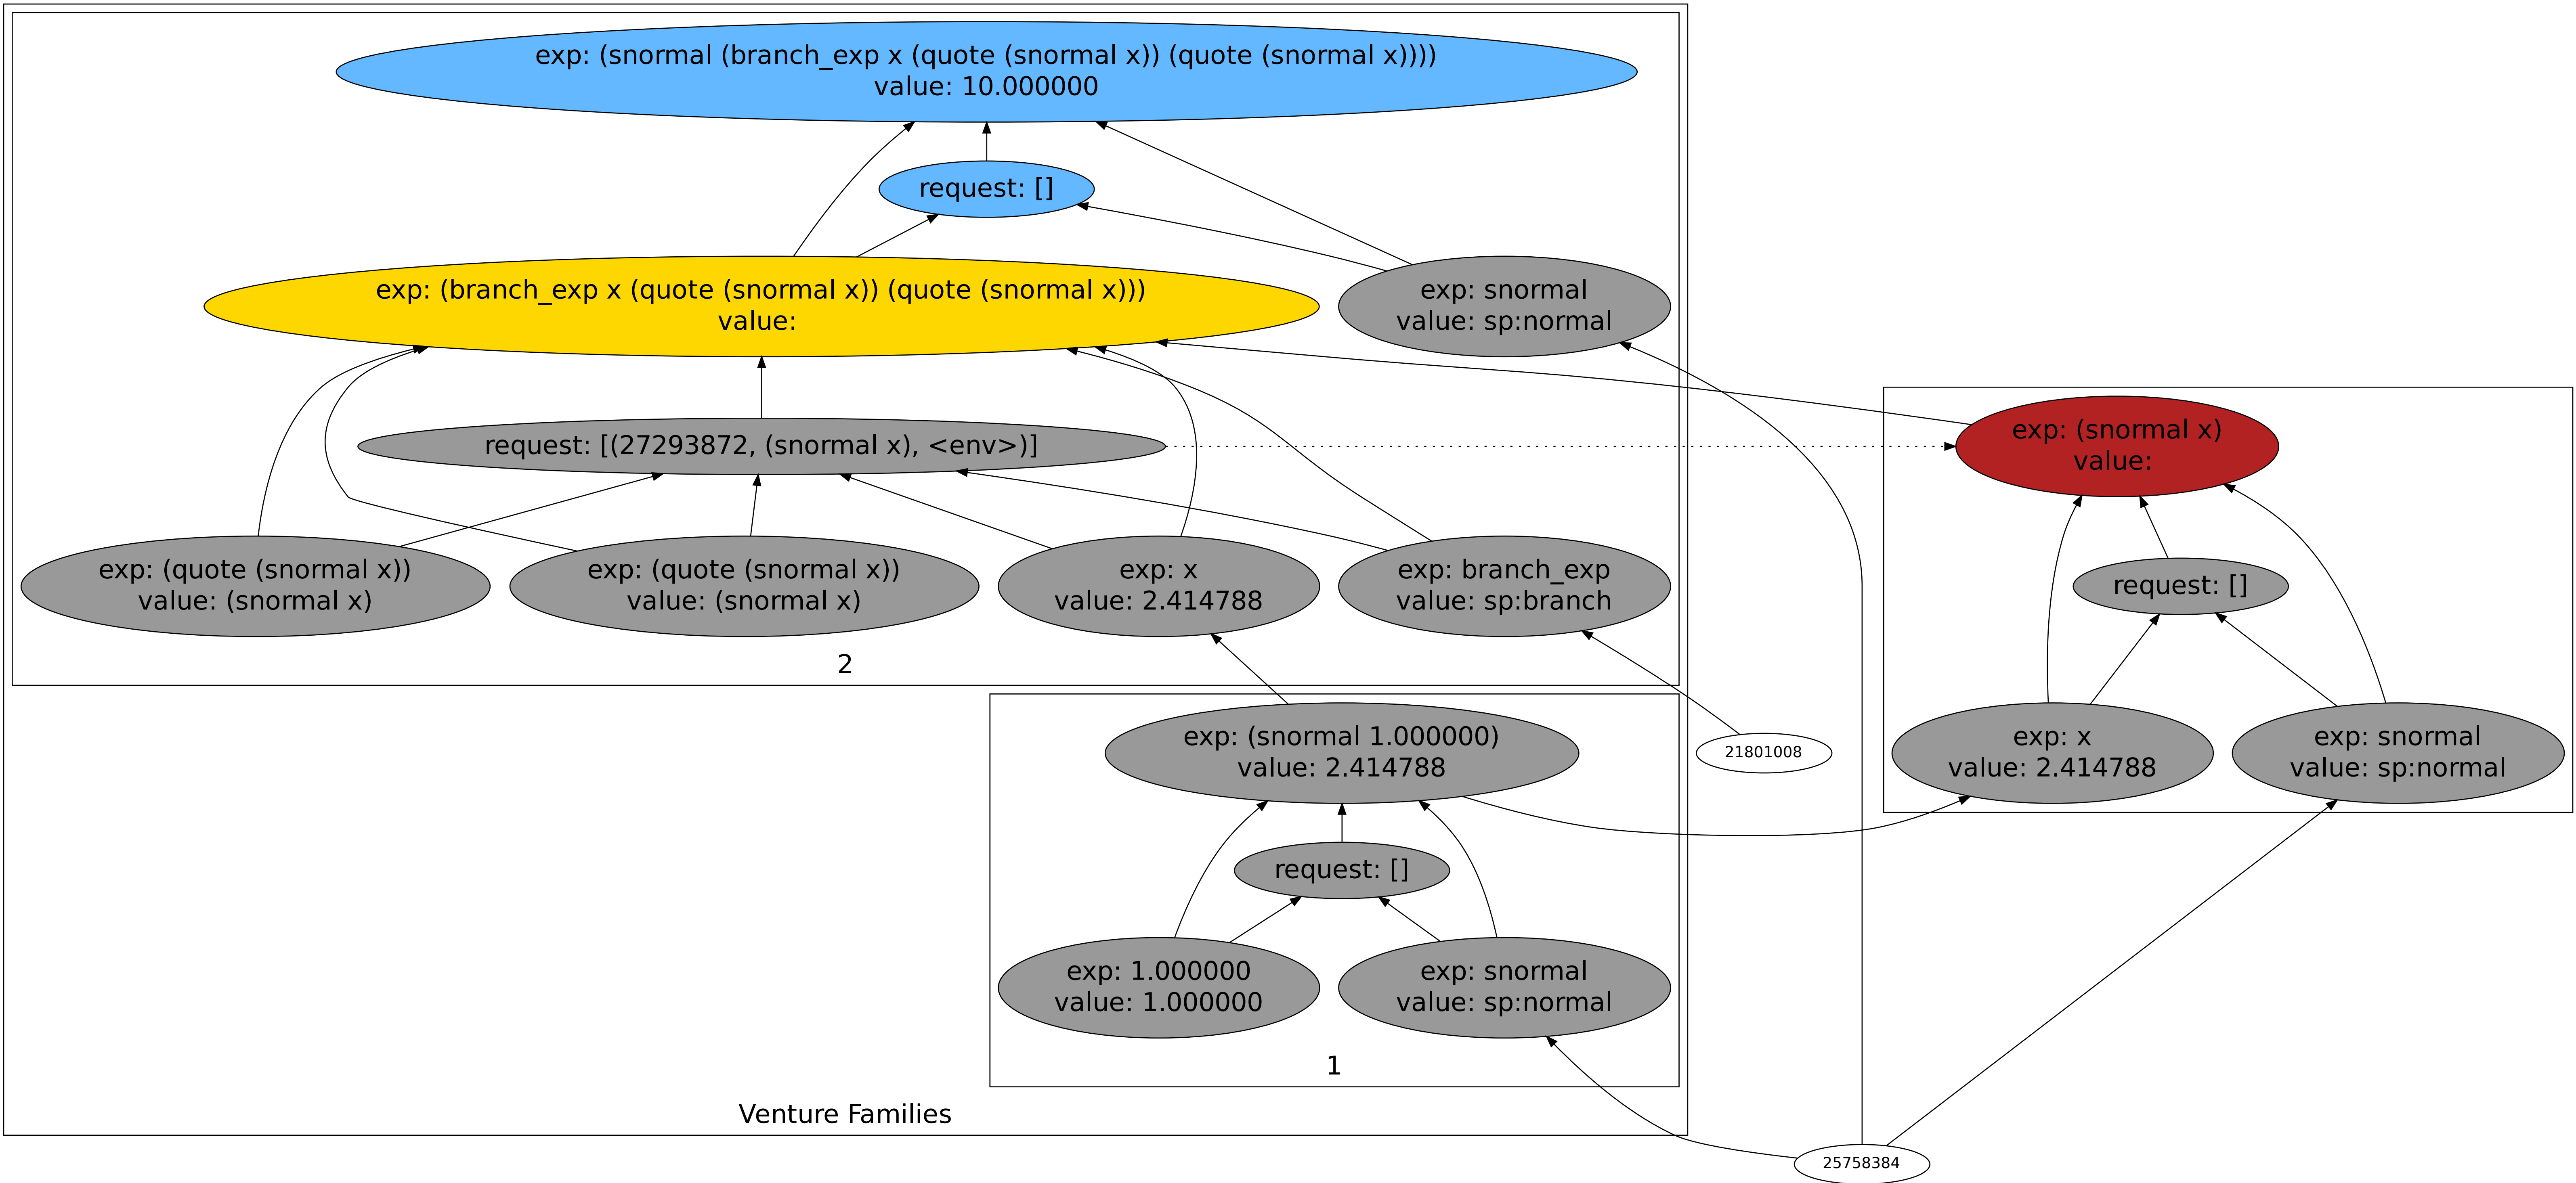 exp: (snormal (branch_exp x (quote (snormal x)) (quote (snormal x))))
value: 10.000000
request: []
exp: (branch_exp x (quote (snormal x)) (quote (snormal x)))
value:
exp: snormal
value: sp:normal
request: [(27293872, (snormal x), <env>)]
exp: (snormal x)
value:
exp: (quote (snormal x))
value: (snormal x)
exp: (quote (snormal x))
value: (snormal x)
exp: x
value: 2.414788
exp: branch_exp
value: sp:branch
request: []
2
exp: (snormal 1.000000)
value: 2.414788
21801008
exp: x
value: 2.414788
exp: snormal
value: sp:normal
request: []
exp: 1.000000
value: 1.000000
exp: snormal
value: sp:normal
1
Venture Families
25758384